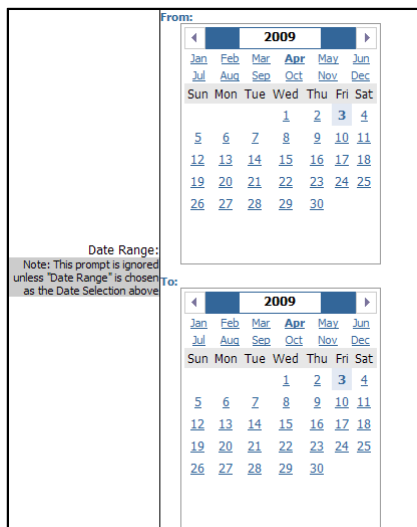 From:
2009
Jan Feb Mar Apr May Jun
Jul Aug Sep Oct Nov Dec
Sun Mon Tue Wed Thu Fri Sat
1 2 3 4
5 6 7 8 9 10 11
12 13 14 15 16 17 18
19 20 21 22 23 24 25
26 27 28 29 30
Date Range:
Note: This prompt is ignored
unless "Date Range" is chosen
as the Date Selection above
To:
2009
Jan Feb Mar Apr May Jun
Jul Aug Sep Oct Nov Dec
Sun Mon Tue Wed Thu Fri Sat
1 2 3 4
5 6 7 8 9 10 11
12 13 14 15 16 17 18
19 20 21 22 23 24 25
26 27 28 29 30